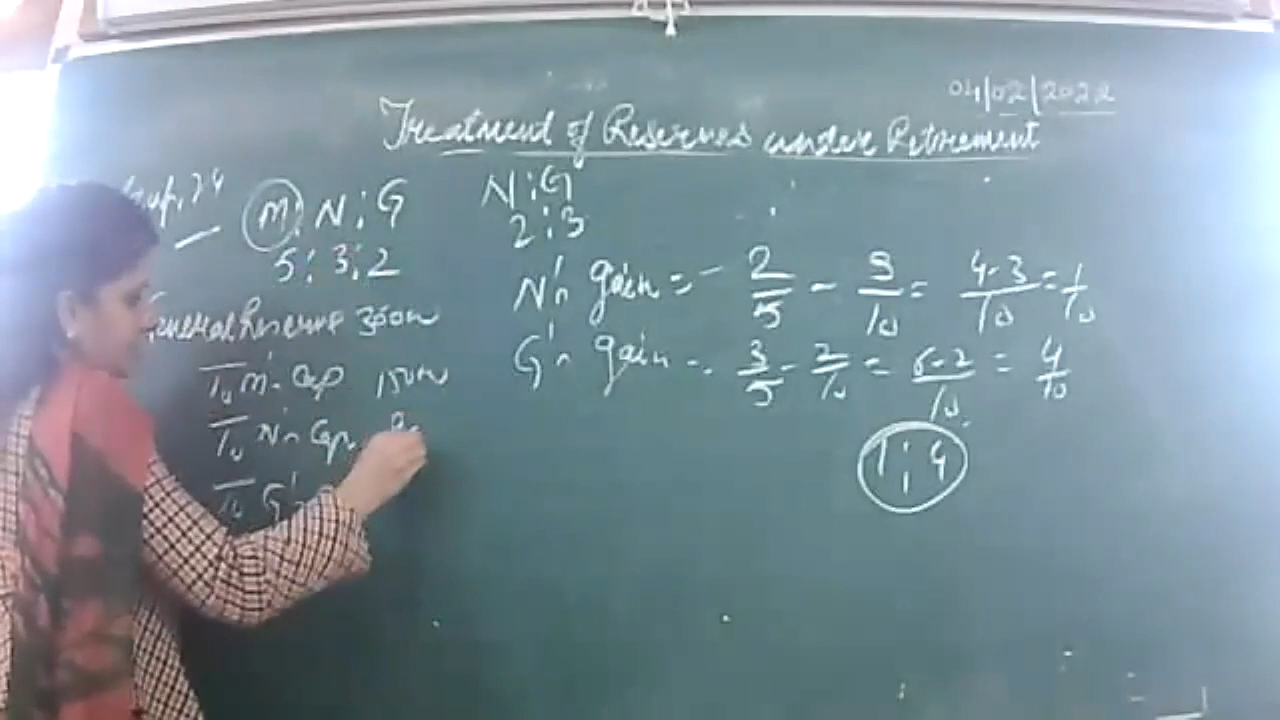 04/02/2022
Treatment of Reserves under Retirement
M : N : G
5 : 3 : 2
General Reserve
To M's Cap
To N's Cap.
To G's
N : G
2 : 3
N's gain = 2/5 - 3/10 = 4-3/10 = 1/10
G's gain = 3/5 - 2/10 = 6-2/10 = 4/10
1 : 4